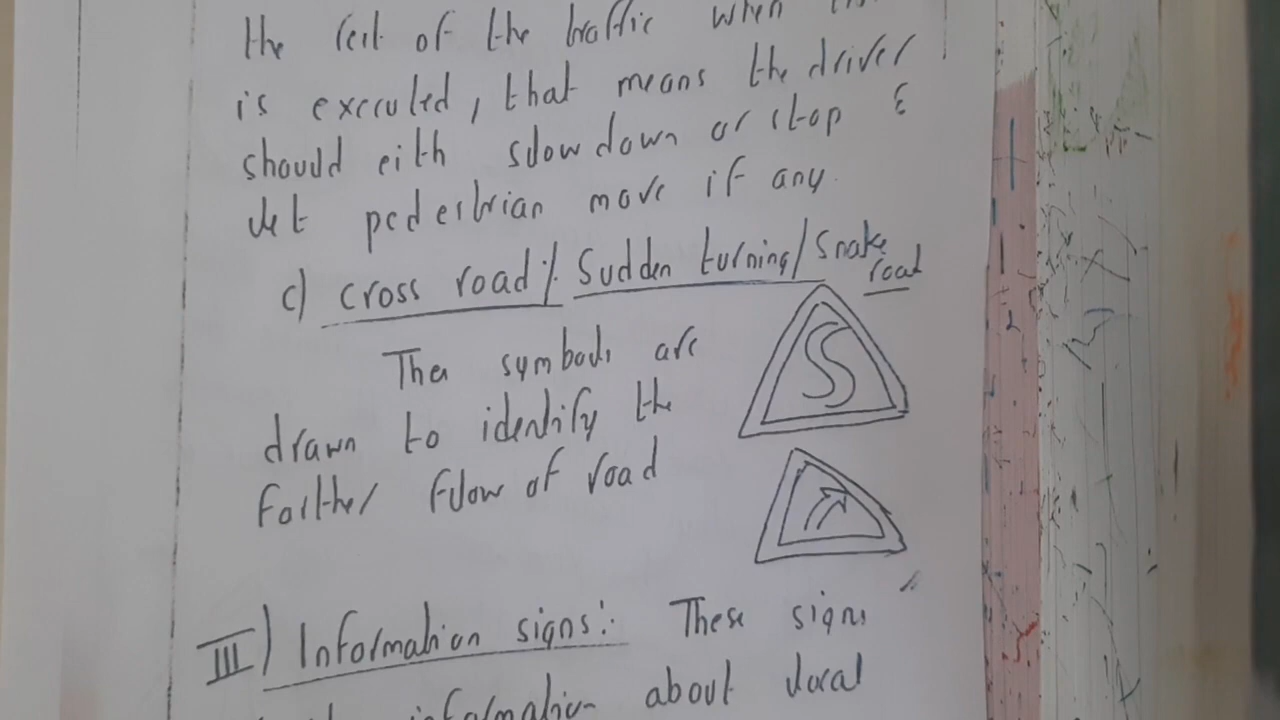 the rest of the traffic when
is executed, that means the driver
should eith slow down or stop &
let pedestrian move if any.
c) cross road/. Sudden turning/Snake
road
The symbols are
drawn to identify the
further flow of road
III) Information signs:- These signs
information about local